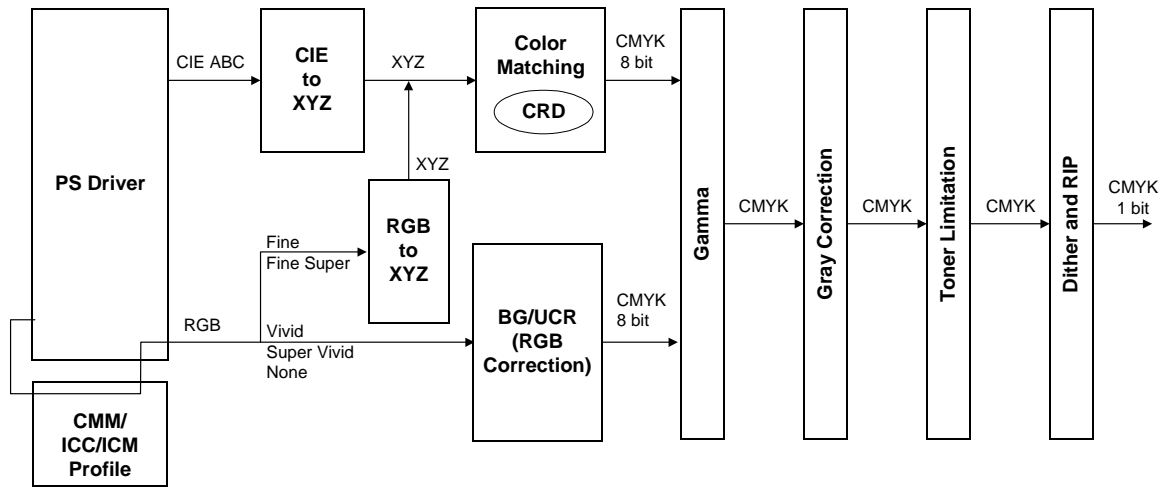 PS Driver
CIE ABC
CIE
to
XYZ
XYZ
Color
Matching
CRD
CMYK
8 bit
XYZ
RGB
to
XYZ
Fine
Fine Super
RGB
Vivid
Super Vivid
None
BG/UCR
(RGB
Correction)
CMYK
8 bit
CMM/
ICC/ICM
Profile
Gamma
CMYK
Gray Correction
CMYK
Toner Limitation
CMYK
Dither and RIP
CMYK
1 bit